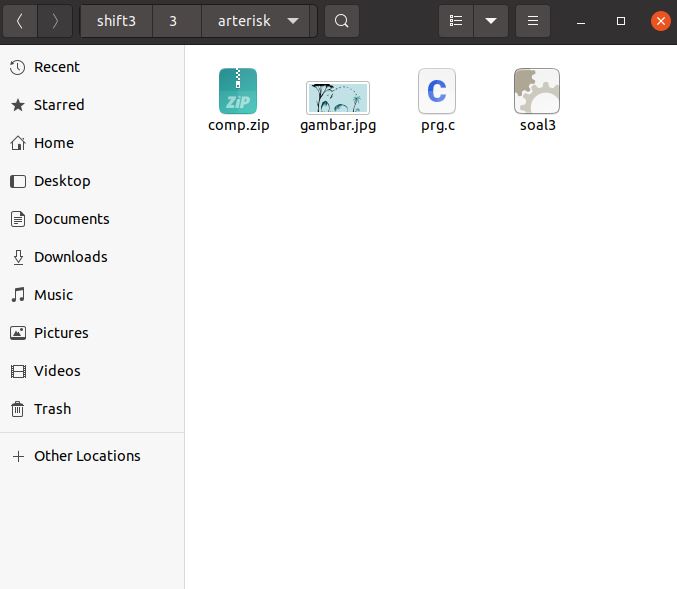 shift3 3 arterisk
Recent
Starred
Home
Desktop
Documents
Downloads
Music
Pictures
Videos
Trash
Other Locations
ZiP
C
comp.zip gambar.jpg prg.c soal3